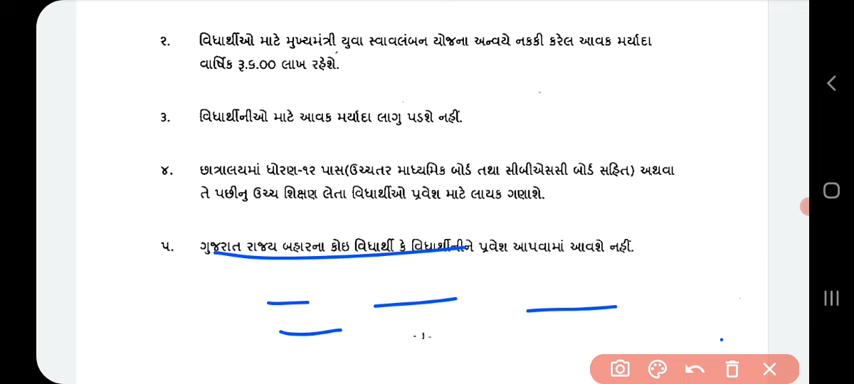 ૨. વિધાર્થીઓ માટે મુખ્યમંત્રી યુવા સ્વાવલંબન યોજના અન્વયે નકકી કરેલ આવક મર્યાદા
વાર્ષિક રૂ.૬.૦૦ લાખ રહેશે.
૩. વિધાર્થીનીઓ માટે આવક મર્યાદા લાગુ પડશે નહીં.
૪. છાત્રાલયમાં ધોરણ-૧૨ પાસ(ઉચ્ચતર માધ્યમિક બોર્ડ તથા સીબીએસસી બોર્ડ સહિત) અથવા
તે પછીનુ ઉચ્ચ શિક્ષણ લેતા વિધાર્થીઓ પ્રવેશ માટે લાયક ગણાશે.
૫. ગુજરાત રાજ્ય બહારના કોઇ વિધાર્થી કે વિધાર્થીનીને પ્રવેશ આપવામાં આવશે નહીં.
- ૧ -